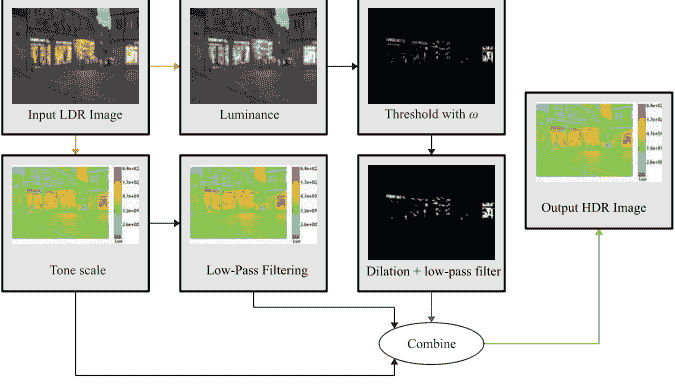 Input LDR Image
Luminance
Threshold with ω
Tone scale
Low-Pass Filtering
Dilation + low-pass filter
Output HDR Image
Combine